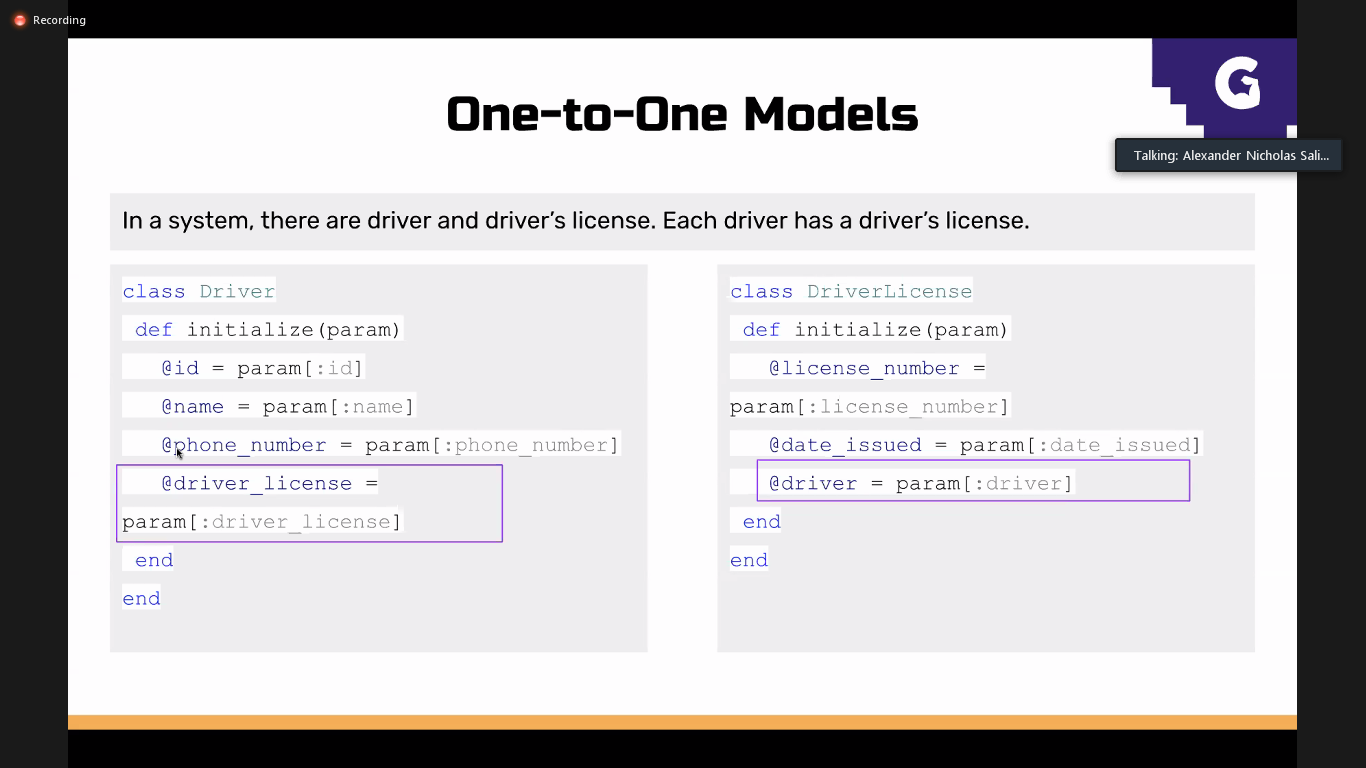 Recording
G
One-to-One Models
Talking: Alexander Nicholas Sali...
In a system, there are driver and driver’s license. Each driver has a driver’s license.
class Driver
def initialize(param)
@id = param[:id]
@name = param[:name]
@phone_number = param[:phone_number]
@driver_license =
param[:driver_license]
end
end
class DriverLicense
def initialize(param)
@license_number =
param[:license_number]
@date_issued = param[:date_issued]
@driver = param[:driver]
end
end